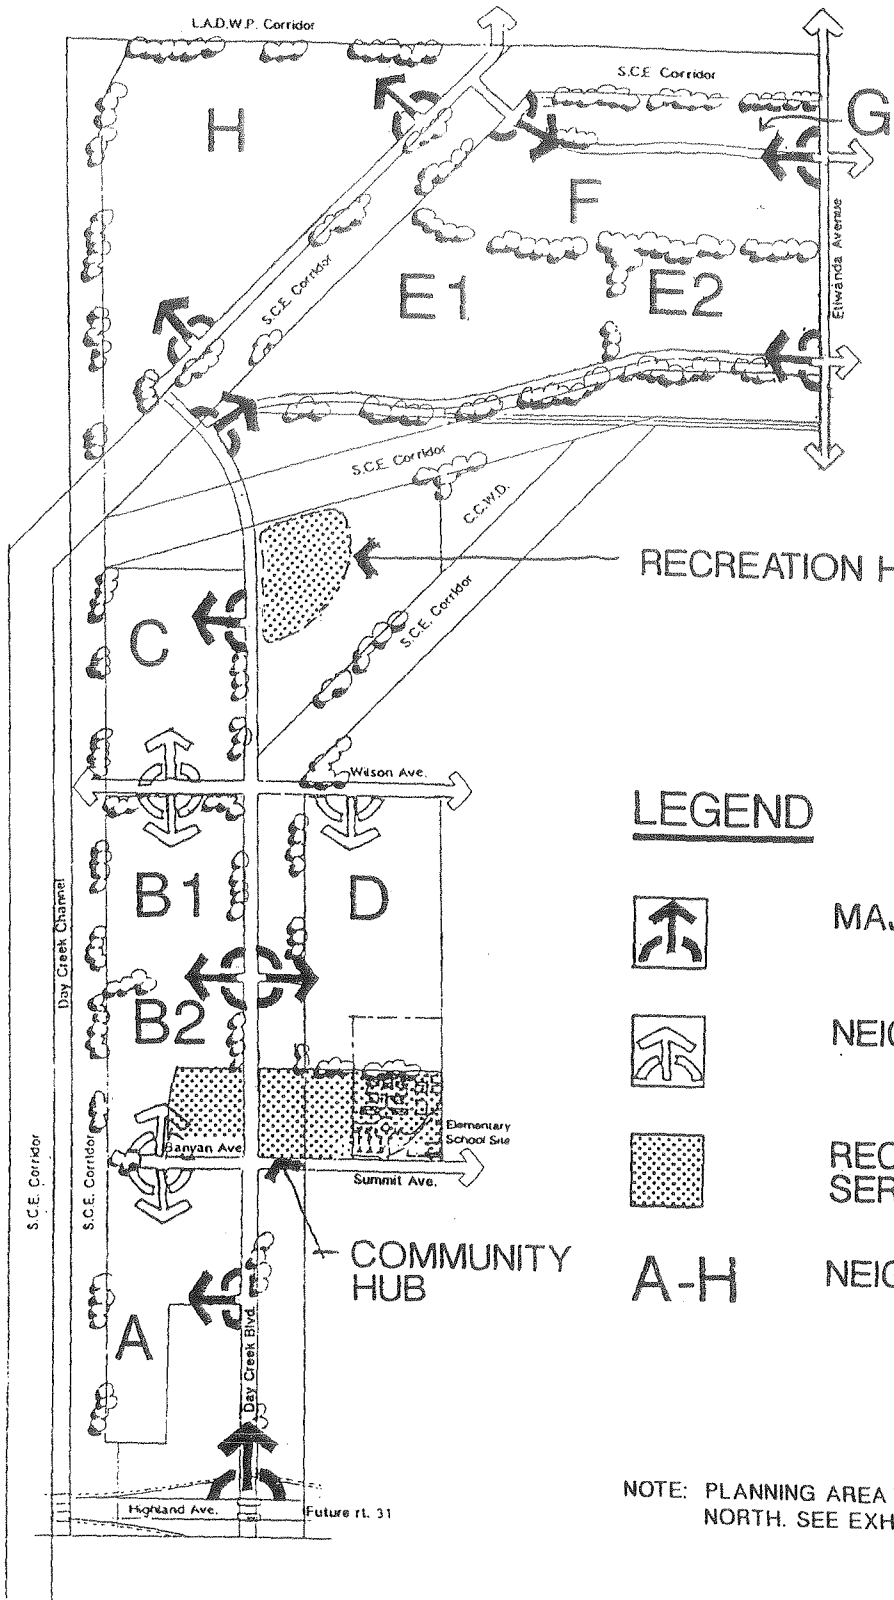 L.A.D.W.P. Corridor
S.C.E. Corridor
H
G
F
Etiwanda Avenue
S.C.E. Corridor
E1
E2
S.C.E. Corridor
C.C.W.D.
RECREATION H
S.C.E. Corridor
C
Wilson Ave.
LEGEND
B1
D
MAJ
Day Creek Channel
B2
NEIG
Elementary
School Site
Banyan Ave
Summit Ave.
REC
SER
S.C.E. Corridor
S.C.E. Corridor
COMMUNITY
HUB
A-H
NEIG
A
Day Creek Blvd.
Highland Ave.
Future rt. 31
NOTE: PLANNING AREA
NORTH. SEE EXH